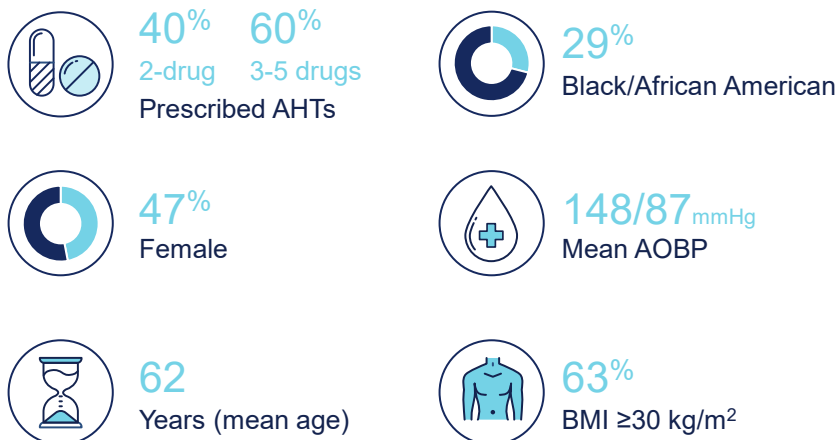 40% 60%
2-drug 3-5 drugs
Prescribed AHTs
29%
Black/African American
47%
Female
148/87mmHg
Mean AOBP
62
Years (mean age)
63%
BMI ≥30 kg/m²